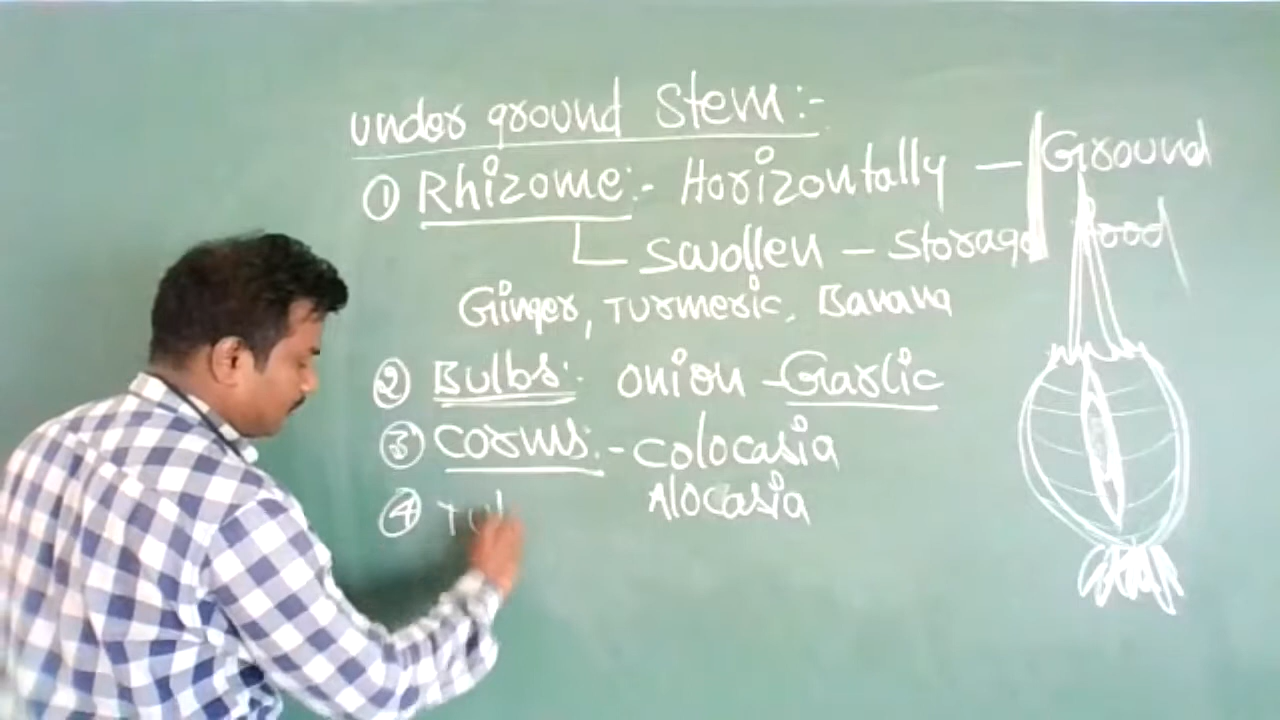 under ground Stem:-
① Rhizome:- Horizontally - Ground
Swollen - Storage food
Ginger, Turmeric, Banana
② Bulbs:- Onion - Garlic
③ Corms:- Colocasia
Alocasia
④ Tu